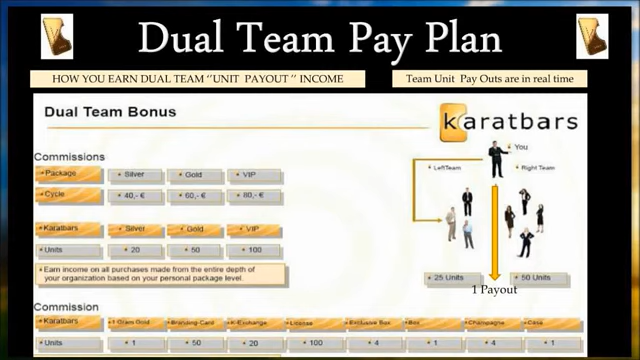 Dual Team Pay Plan
HOW YOU EARN DUAL TEAM ‘’UNIT PAYOUT ’’ INCOME
Team Unit Pay Outs are in real time
Dual Team Bonus
karatbars
You
Left Team
Right Team
Commissions
Package Silver Gold VIP
Cycle 40,- € 60,- € 80,- €
Karatbars Silver Gold VIP
Units 20 50 100
Earn income on all purchases made from the entire depth of
your organization based on your personal package level.
25 Units
50 Units
1 Payout
Commission
Karatbars 1 Gram Gold Branding-Card K-Exchange License Exclusive Box Box Champagne Case
Units 1 50 20 100 4 1 4 1